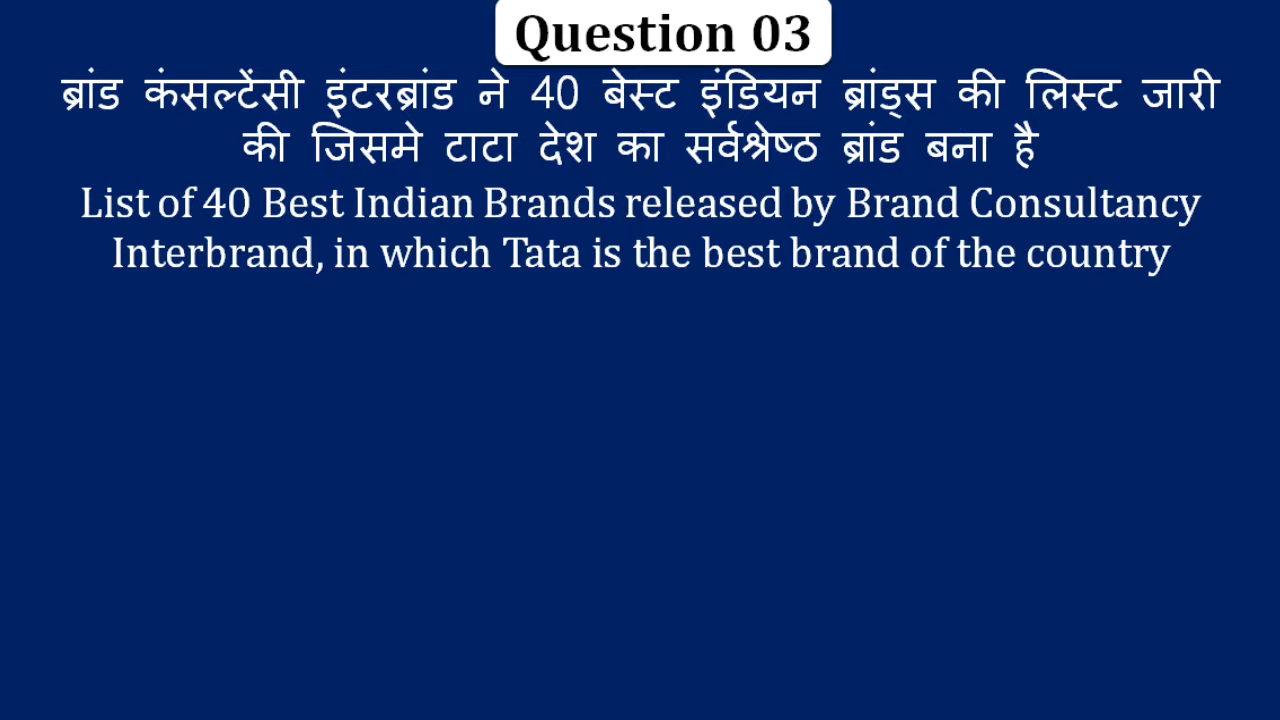 Question 03
ब्रांड कंसल्टेंसी इंटरब्रांड ने 40 बेस्ट इंडियन ब्रांड्स की लिस्ट जारी
की जिसमे टाटा देश का सर्वश्रेष्ठ ब्रांड बना है
List of 40 Best Indian Brands released by Brand Consultancy
Interbrand, in which Tata is the best brand of the country